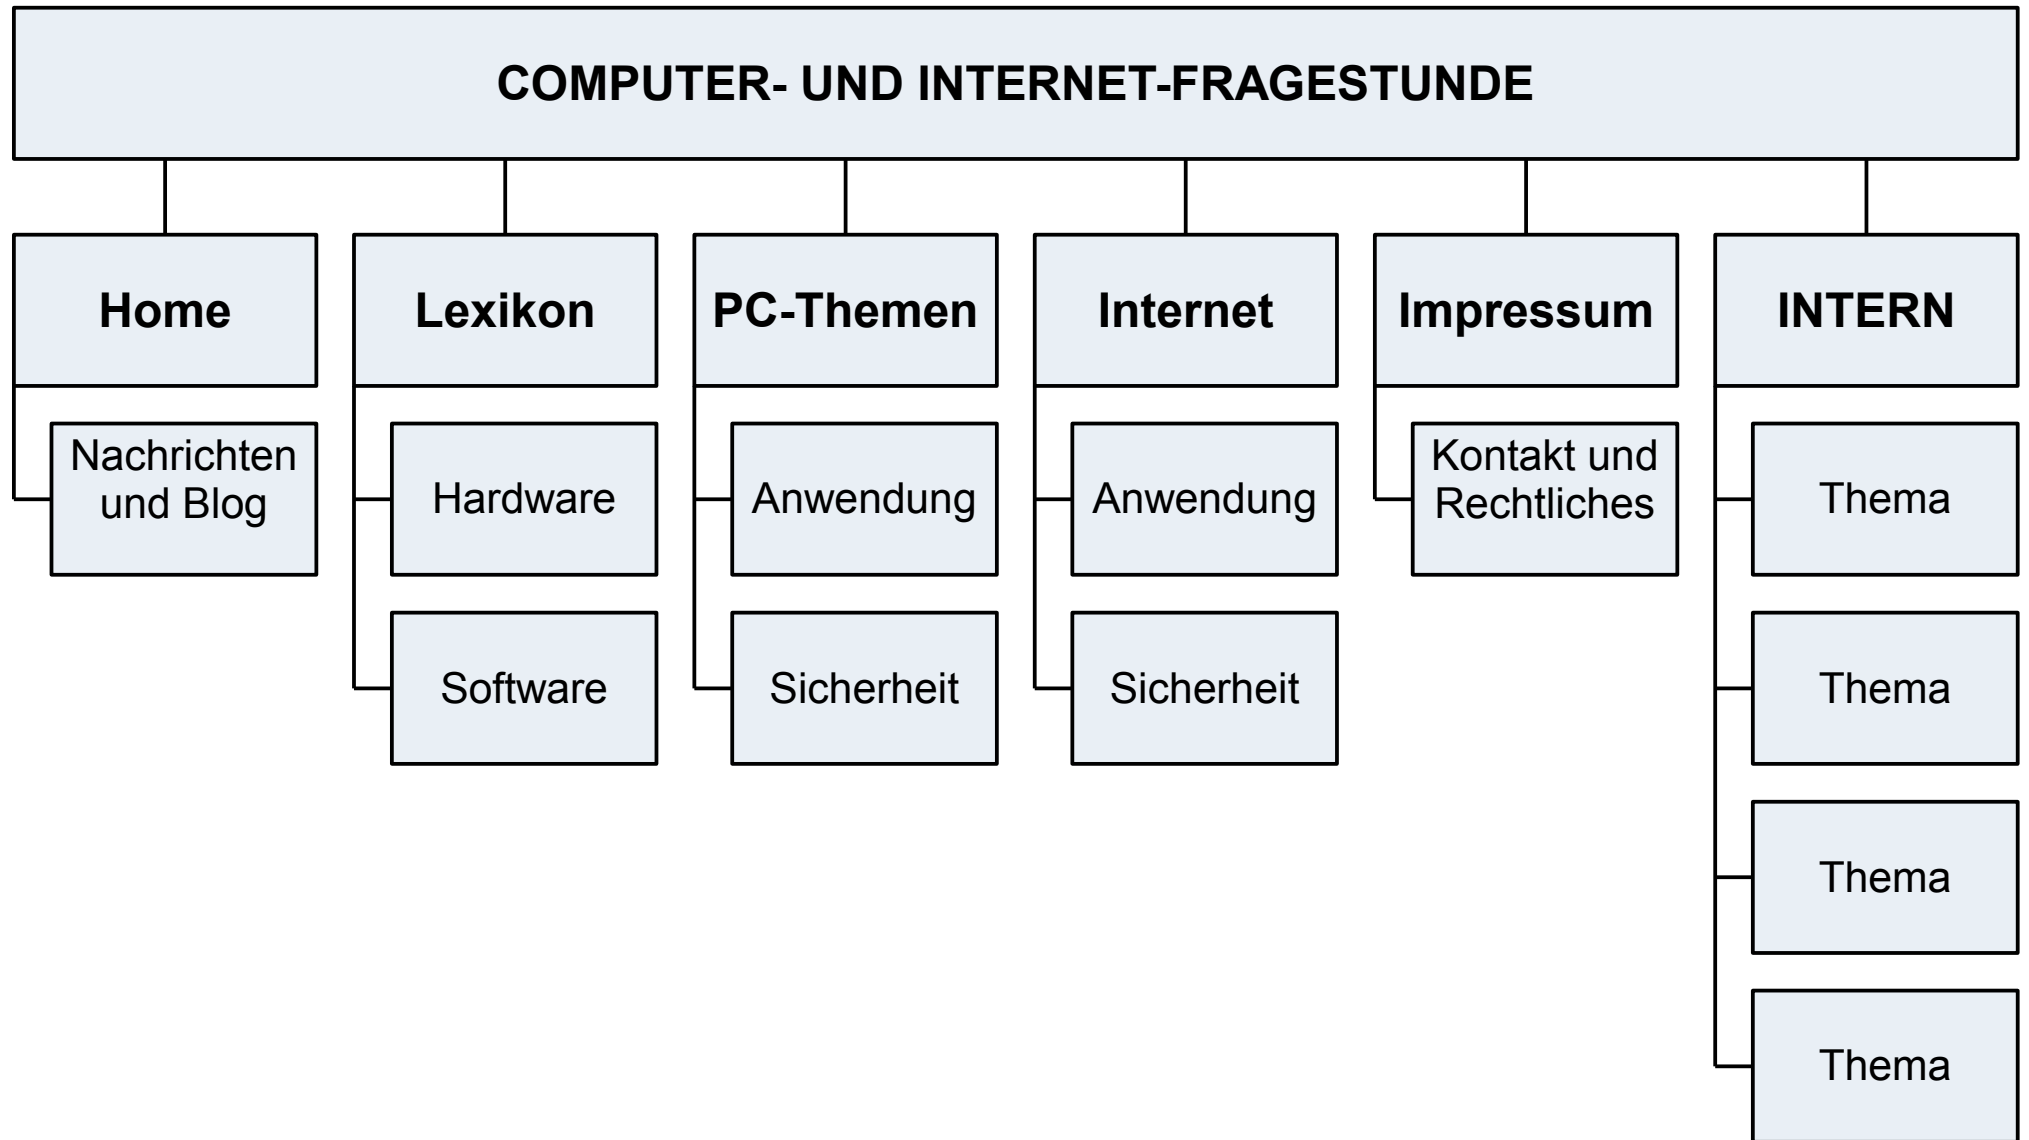 COMPUTER- UND INTERNET-FRAGESTUNDE
Home
Lexikon
PC-Themen
Internet
Impressum
INTERN
Nachrichten
und Blog
Hardware
Anwendung
Anwendung
Kontakt und
Rechtliches
Thema
Software
Sicherheit
Sicherheit
Thema
Thema
Thema